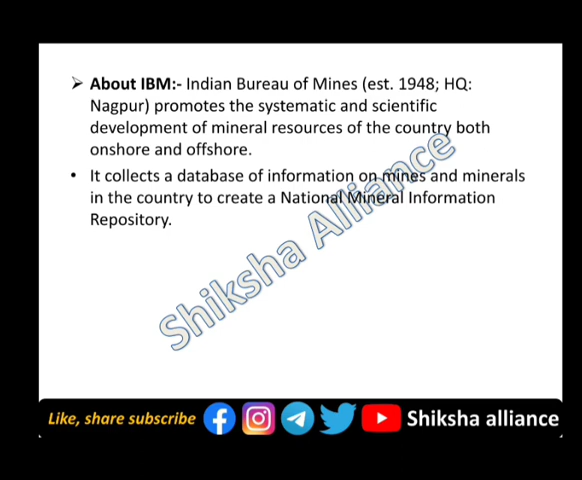 ➤ About IBM:- Indian Bureau of Mines (est. 1948; HQ:
Nagpur) promotes the systematic and scientific
development of mineral resources of the country both
onshore and offshore.
• It collects a database of information on mines and minerals
in the country to create a National Mineral Information
Repository.
Shiksha Alliance
Like, share subscribe
Shiksha alliance